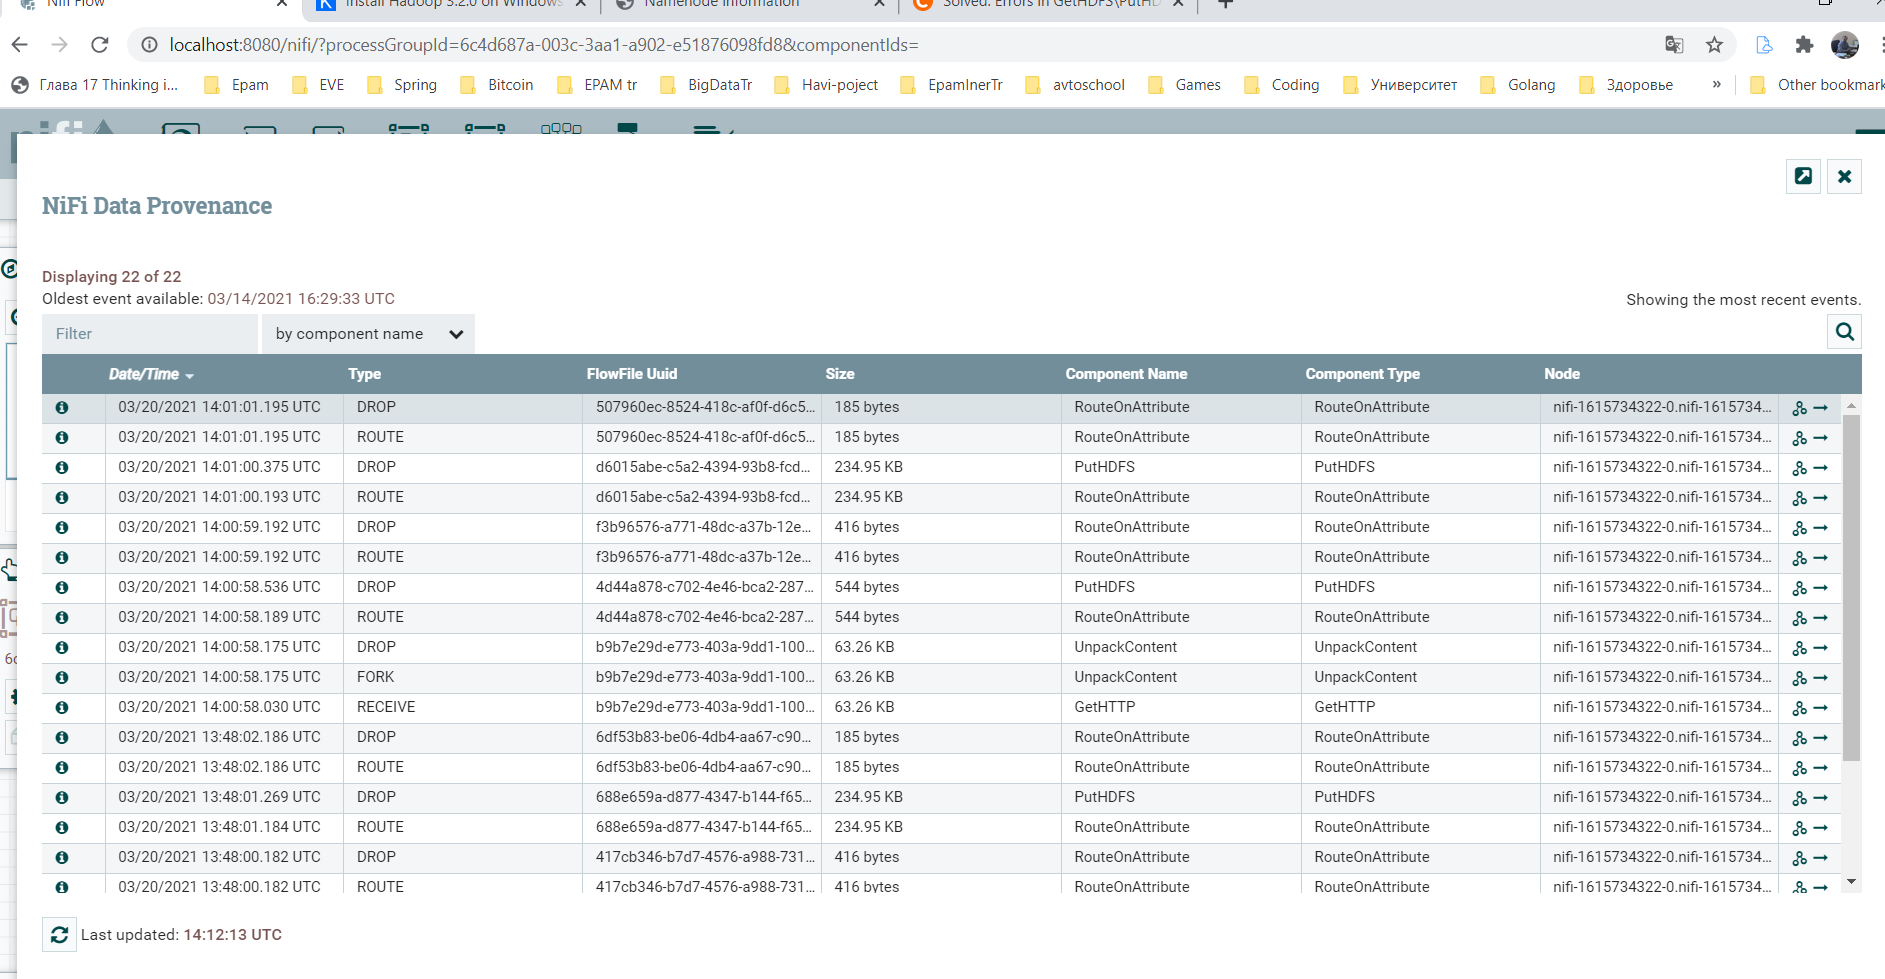 Nifi Flow
Install Hadoop 3.2.0 on Windows
Namenode information
Solved: Errors in GetHDFS\PutHD
localhost:8080/nifi/?processGroupId=6c4d687a-003c-3aa1-a902-e51876098fd8&componentIds=
Глава 17 Thinking i... Epam EVE Spring Bitcoin EPAM tr BigDataTr Havi-poject EpamInerTr avtoschool Games Coding Университет Golang Здоровье » Other bookmark
nifi
NiFi Data Provenance
Displaying 22 of 22
Oldest event available: 03/14/2021 16:29:33 UTC
Showing the most recent events.
Filter by component name
Date/Time Type FlowFile Uuid Size Component Name Component Type Node
03/20/2021 14:01:01.195 UTC DROP 507960ec-8524-418c-af0f-d6c5... 185 bytes RouteOnAttribute RouteOnAttribute nifi-1615734322-0.nifi-1615734...
03/20/2021 14:01:01.195 UTC ROUTE 507960ec-8524-418c-af0f-d6c5... 185 bytes RouteOnAttribute RouteOnAttribute nifi-1615734322-0.nifi-1615734...
03/20/2021 14:01:00.375 UTC DROP d6015abe-c5a2-4394-93b8-fcd... 234.95 KB PutHDFS PutHDFS nifi-1615734322-0.nifi-1615734...
03/20/2021 14:01:00.193 UTC ROUTE d6015abe-c5a2-4394-93b8-fcd... 234.95 KB RouteOnAttribute RouteOnAttribute nifi-1615734322-0.nifi-1615734...
03/20/2021 14:00:59.192 UTC DROP f3b96576-a771-48dc-a37b-12e... 416 bytes RouteOnAttribute RouteOnAttribute nifi-1615734322-0.nifi-1615734...
03/20/2021 14:00:59.192 UTC ROUTE f3b96576-a771-48dc-a37b-12e... 416 bytes RouteOnAttribute RouteOnAttribute nifi-1615734322-0.nifi-1615734...
03/20/2021 14:00:58.536 UTC DROP 4d44a878-c702-4e46-bca2-287... 544 bytes PutHDFS PutHDFS nifi-1615734322-0.nifi-1615734...
03/20/2021 14:00:58.189 UTC ROUTE 4d44a878-c702-4e46-bca2-287... 544 bytes RouteOnAttribute RouteOnAttribute nifi-1615734322-0.nifi-1615734...
03/20/2021 14:00:58.175 UTC DROP b9b7e29d-e773-403a-9dd1-100... 63.26 KB UnpackContent UnpackContent nifi-1615734322-0.nifi-1615734...
03/20/2021 14:00:58.175 UTC FORK b9b7e29d-e773-403a-9dd1-100... 63.26 KB UnpackContent UnpackContent nifi-1615734322-0.nifi-1615734...
03/20/2021 14:00:58.030 UTC RECEIVE b9b7e29d-e773-403a-9dd1-100... 63.26 KB GetHTTP GetHTTP nifi-1615734322-0.nifi-1615734...
03/20/2021 13:48:02.186 UTC DROP 6df53b83-be06-4db4-aa67-c90... 185 bytes RouteOnAttribute RouteOnAttribute nifi-1615734322-0.nifi-1615734...
03/20/2021 13:48:02.186 UTC ROUTE 6df53b83-be06-4db4-aa67-c90... 185 bytes RouteOnAttribute RouteOnAttribute nifi-1615734322-0.nifi-1615734...
03/20/2021 13:48:01.269 UTC DROP 688e659a-d877-4347-b144-f65... 234.95 KB PutHDFS PutHDFS nifi-1615734322-0.nifi-1615734...
03/20/2021 13:48:01.184 UTC ROUTE 688e659a-d877-4347-b144-f65... 234.95 KB RouteOnAttribute RouteOnAttribute nifi-1615734322-0.nifi-1615734...
03/20/2021 13:48:00.182 UTC DROP 417cb346-b7d7-4576-a988-731... 416 bytes RouteOnAttribute RouteOnAttribute nifi-1615734322-0.nifi-1615734...
03/20/2021 13:48:00.182 UTC ROUTE 417cb346-b7d7-4576-a988-731... 416 bytes RouteOnAttribute RouteOnAttribute nifi-1615734322-0.nifi-1615734...
Last updated: 14:12:13 UTC